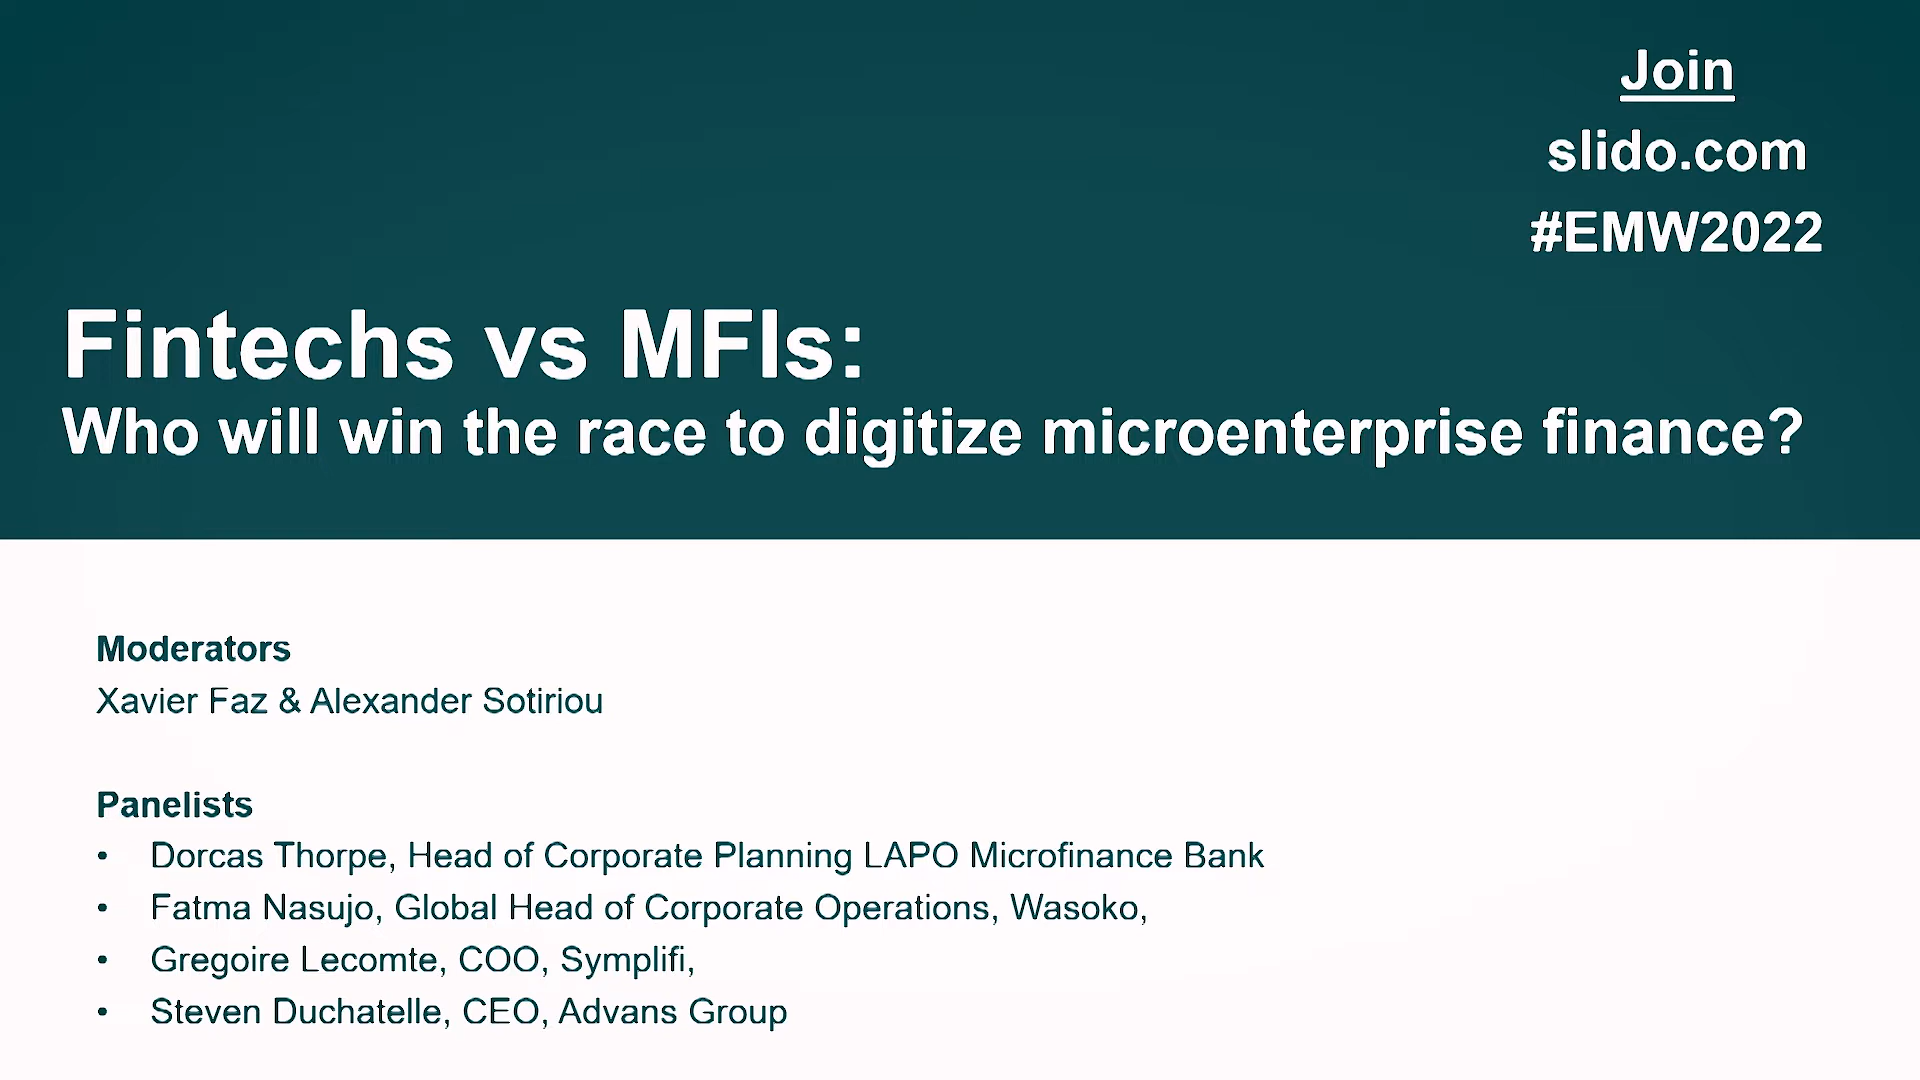 Join
slido.com
#EMW2022
Fintechs vs MFIs:
Who will win the race to digitize microenterprise finance?
Moderators
Xavier Faz & Alexander Sotiriou
Panelists
• Dorcas Thorpe, Head of Corporate Planning LAPO Microfinance Bank
• Fatma Nasujo, Global Head of Corporate Operations, Wasoko,
• Gregoire Lecomte, COO, Symplifi,
• Steven Duchatelle, CEO, Advans Group